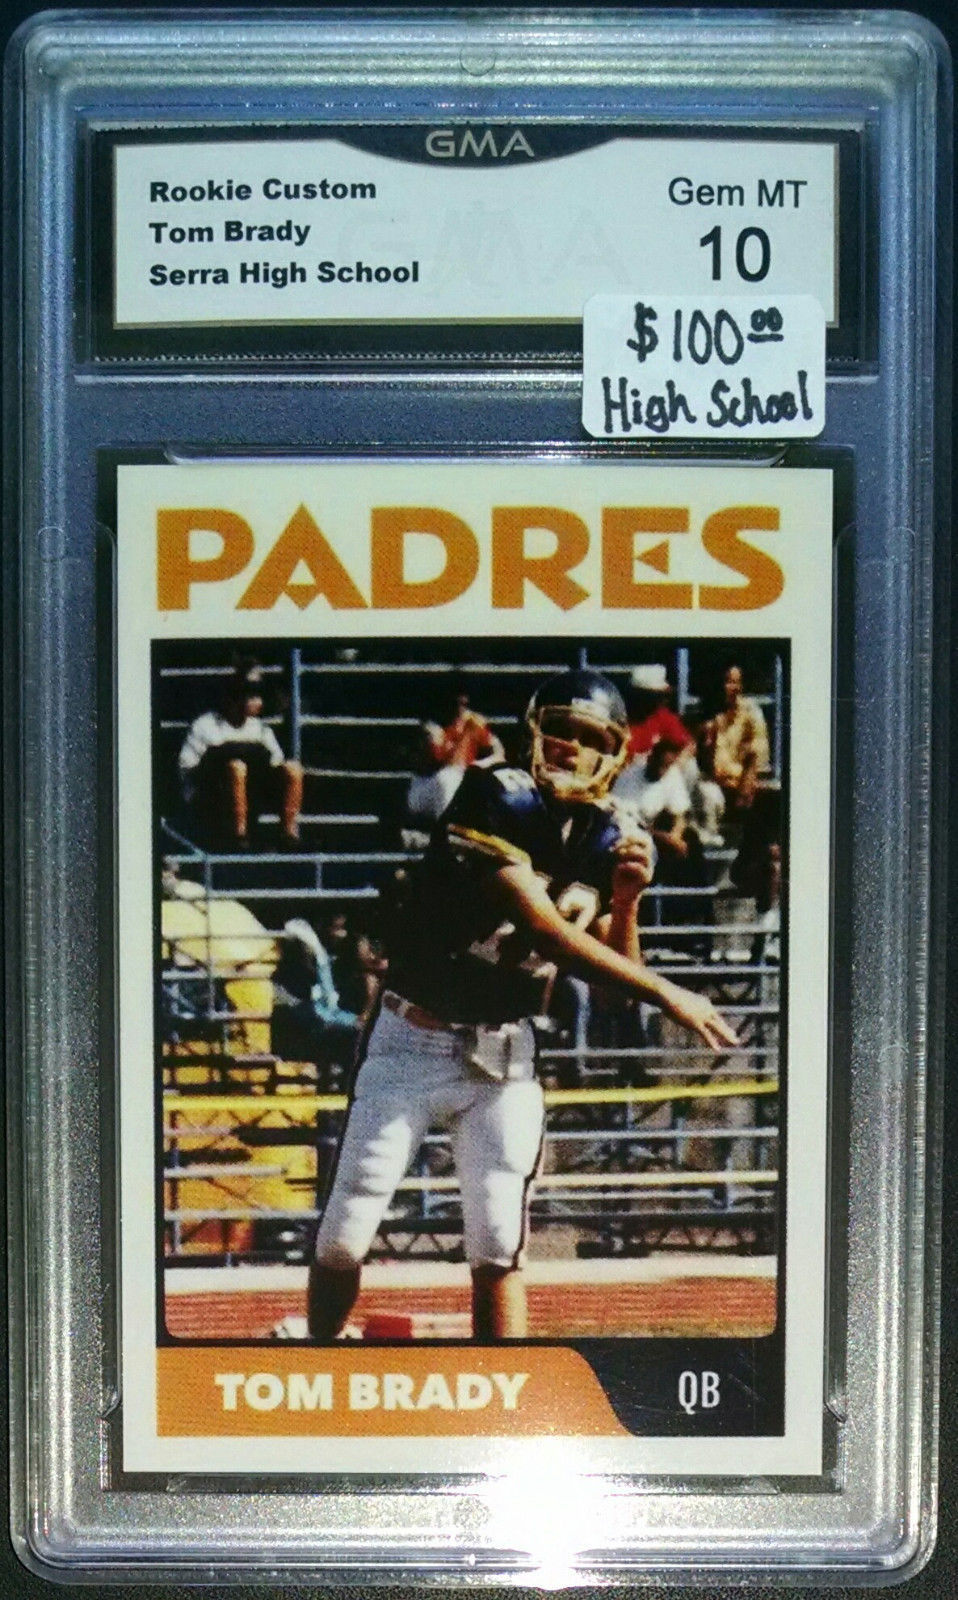 GMA
Rookie Custom
Tom Brady
Serra High School
Gem MT
10
$100.00
High School
PADRES
TOM BRADY
QB